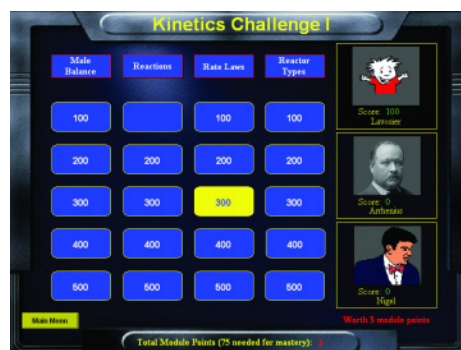 Kinetics Challenge I
Mole
Balance
Reactions
Rate Laws
Reactor
Types
100
100
100
200
200
200
200
300
300
300
300
400
400
400
400
500
500
500
500
Score: 100
Lavosier
Score: 0
Arrhenius
Score: 0
Nigel
Main Menu
Worth 3 module points
Total Module Points (75 needed for mastery):